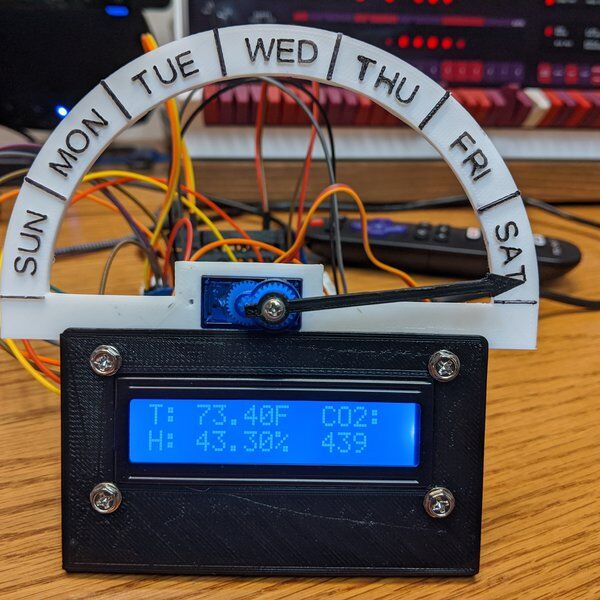 SUN
MON
TUE
WED
THU
FRI
SAT
T: 73.40F CO2:
H: 43.30% 439